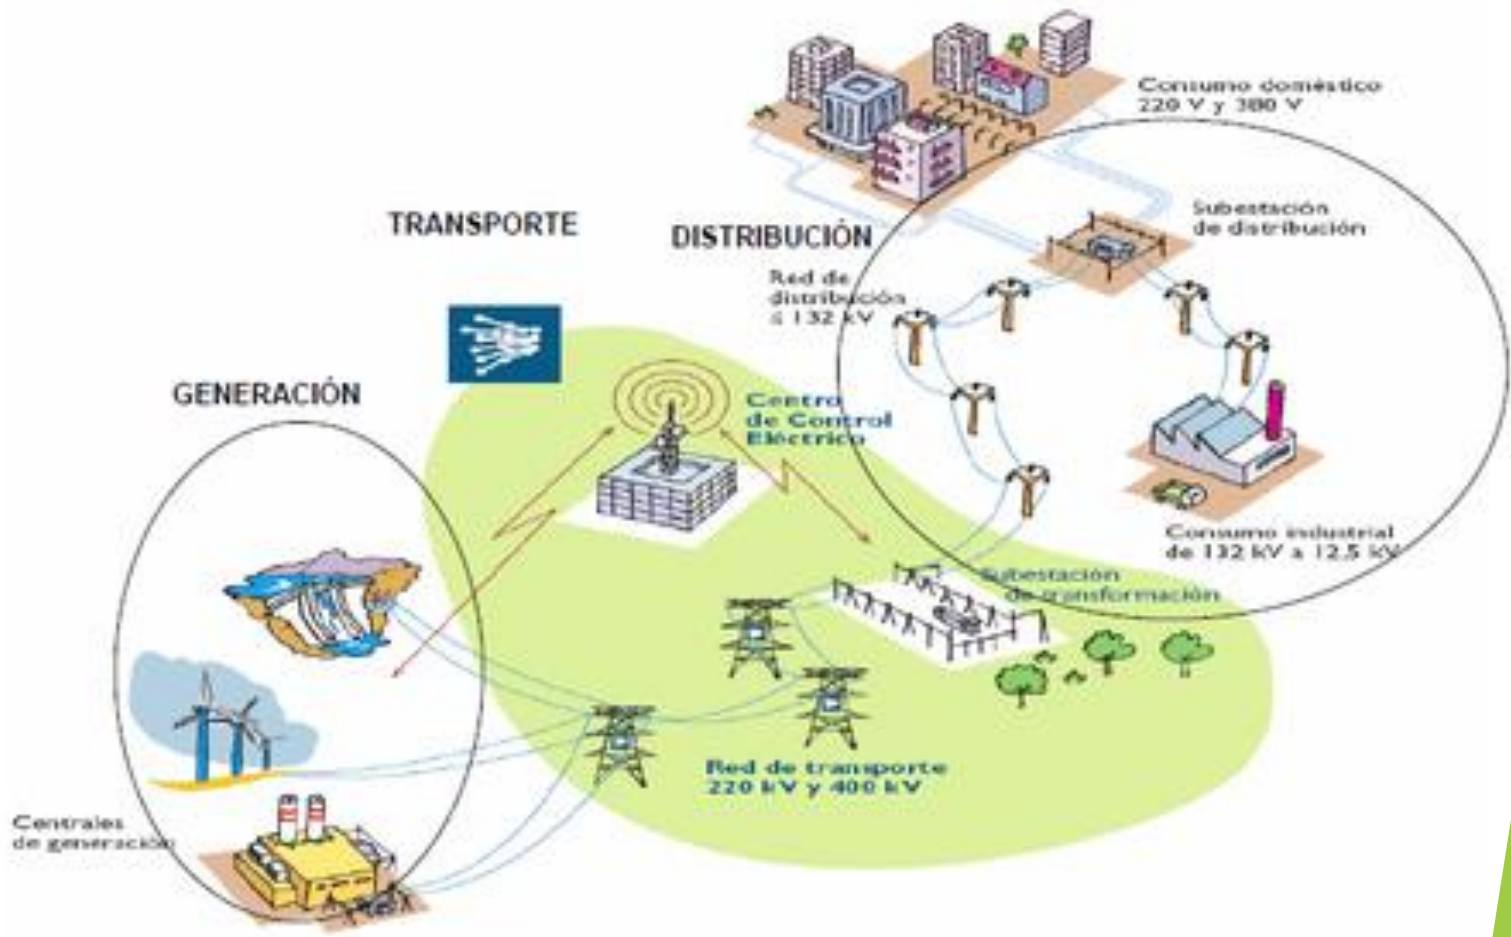 Consumo doméstico
220 V y 380 V
TRANSPORTE
DISTRIBUCIÓN
Subestación
de distribución
Red de
distribución
≤ 132 kV
GENERACIÓN
Centro
de Control
Eléctrico
Consumo industrial
de 132 kV a 12,5 kV
Subestación
de transformación
Red de transporte
220 kV y 400 kV
Centrales
de generación